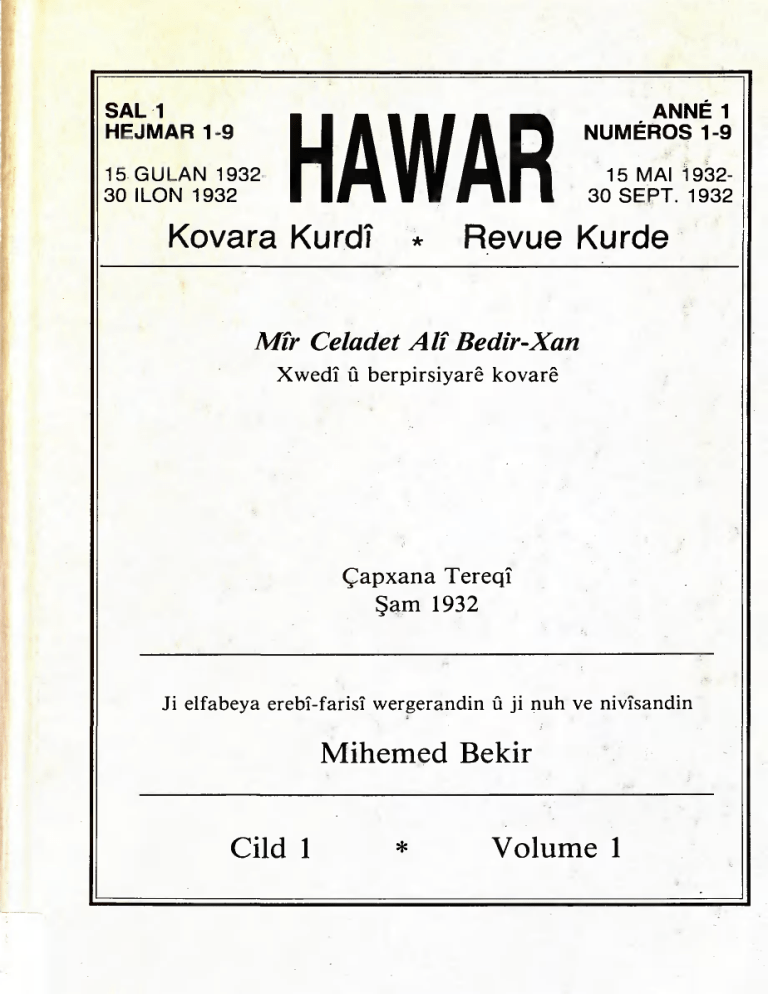 SAL 1
HEJMAR 1-9
15 GULAN 1932
30 ILON 1932
HAWAR
ANNÉ 1
NUMÉROS 1-9
15 MAI 1932-
30 SEPT. 1932
Kovara Kurdî * Revue Kurde
Mîr Celadet Alî Bedir-Xan
Xwedî û berpirsiyarê kovarê
Çapxana Tereqî
Şam 1932
Ji elfabeya erebî-farisî wergerandin û ji nuh ve nivîsandin
Mihemed Bekir
Cild 1 * Volume 1